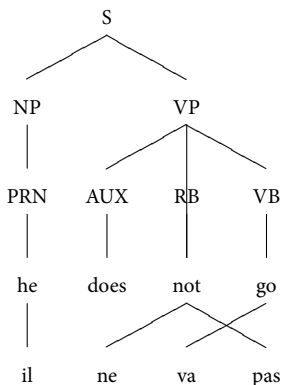 S
NP VP
PRN AUX RB VB
he does not go
il ne va pas